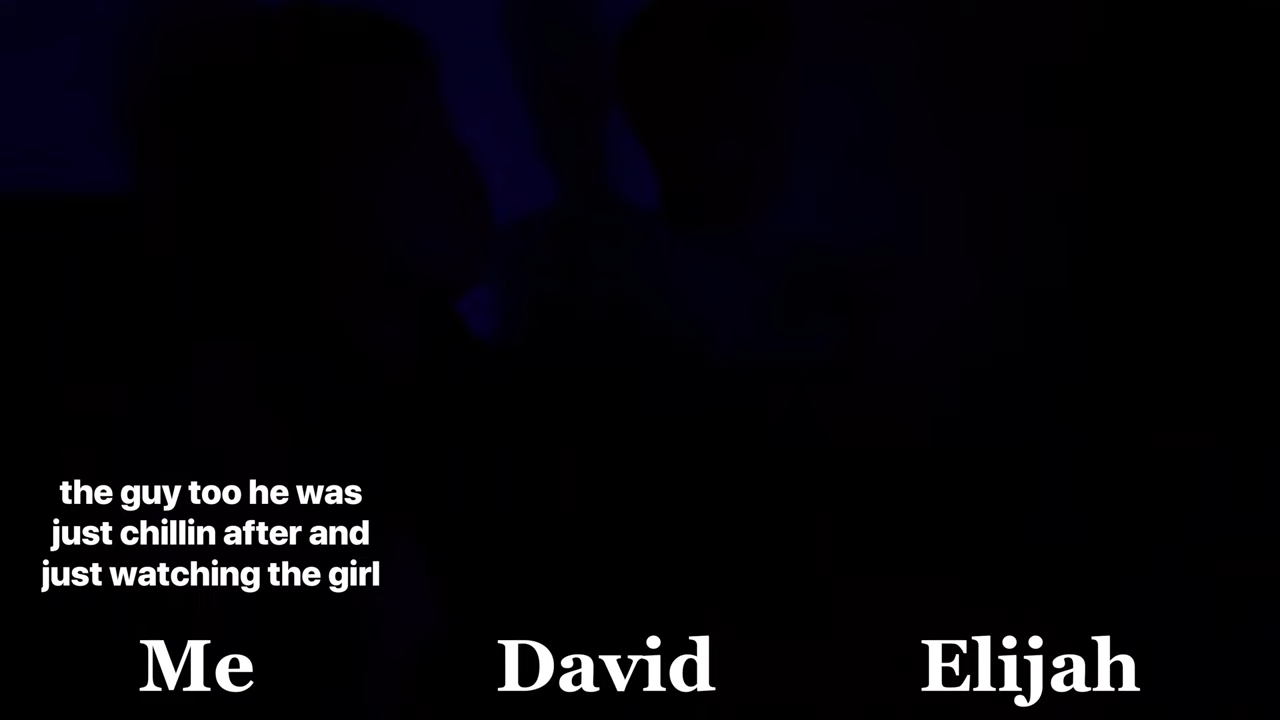 the guy too he was
just chillin after and
just watching the girl
Me
David
Elijah